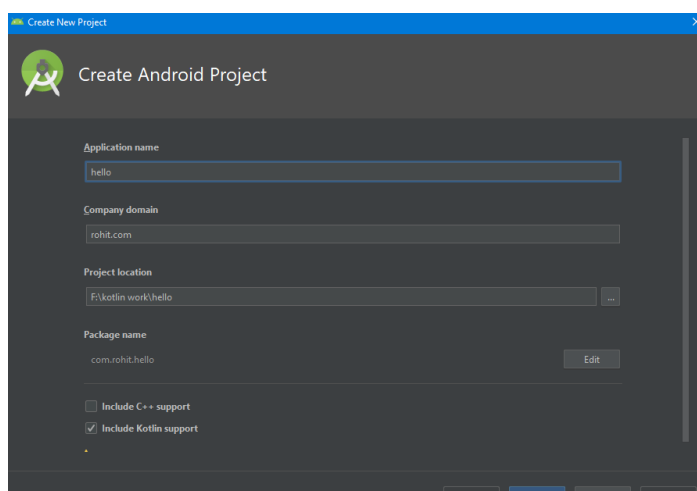 Create New Project
Create Android Project
Application name
hello
Company domain
rohit.com
Project location
F:\kotlin work\hello
...
Package name
com.rohit.hello
Edit
Include C++ support
Include Kotlin support